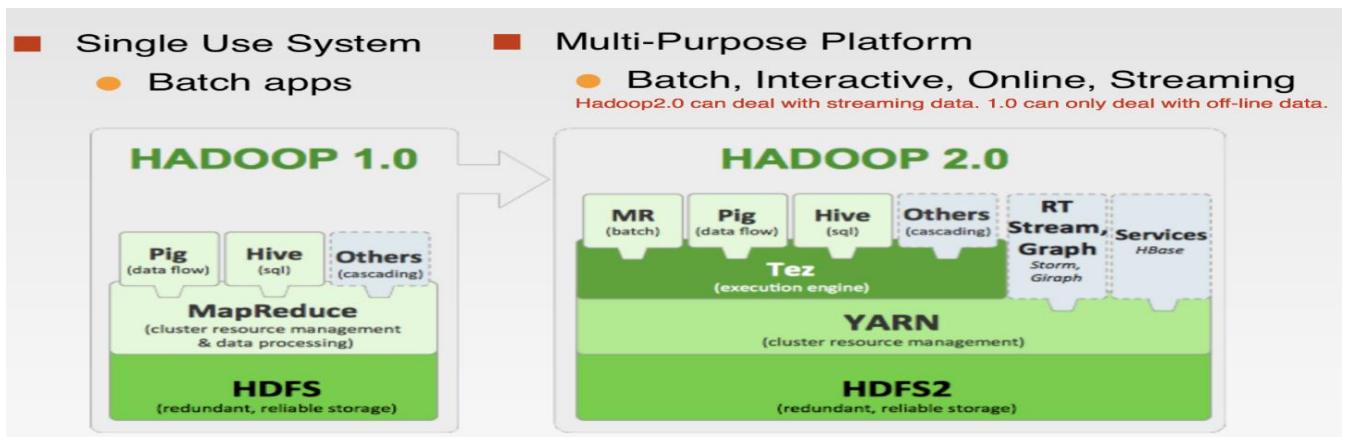 Single Use System
Batch apps
Multi-Purpose Platform
Batch, Interactive, Online, Streaming
Hadoop2.0 can deal with streaming data. 1.0 can only deal with off-line data.
HADOOP 1.0
Pig
(data flow)
Hive
(sql)
Others
(cascading)
MapReduce
(cluster resource management
& data processing)
HDFS
(redundant, reliable storage)
HADOOP 2.0
MR
(batch)
Pig
(data flow)
Hive
(sql)
Others
(cascading)
RT
Stream,
Graph
Storm,
Giraph
Services
HBase
Tez
(execution engine)
YARN
(cluster resource management)
HDFS2
(redundant, reliable storage)